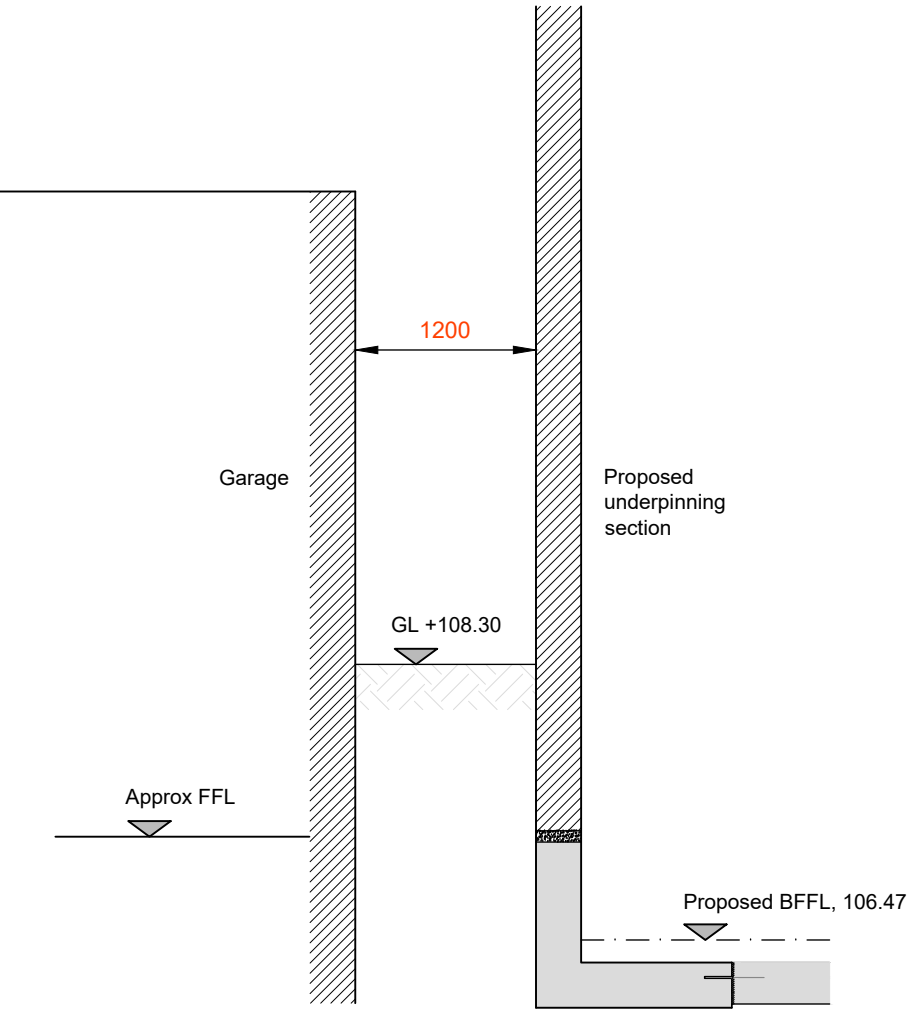 1200
Garage
Proposed
underpinning
section
GL +108.30
Approx FFL
Proposed BFFL, 106.47